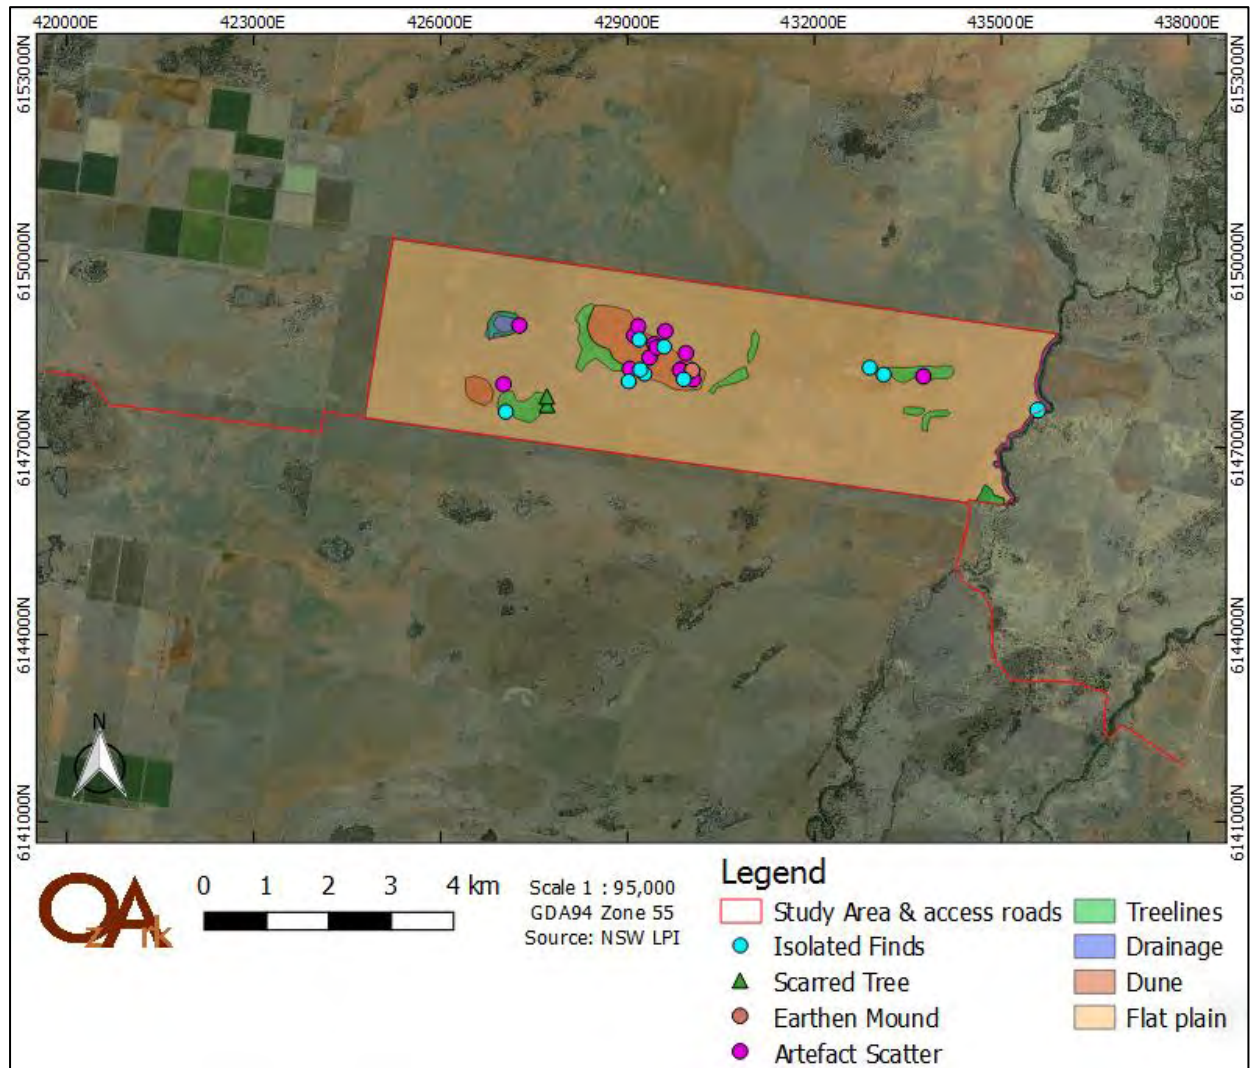 420000E 423000E 426000E 429000E 432000E 435000E 438000E
6153000N 6153000N
6150000N 6150000N
6147000N 6147000N
6144000N 6144000N
6141000N 6141000N
N
OzArk
0 1 2 3 4 km
Scale 1 : 95,000
GDA94 Zone 55
Source: NSW LPI
Legend
Study Area & access roads
Isolated Finds
Scarred Tree
Earthen Mound
Artefact Scatter
Treelines
Drainage
Dune
Flat plain